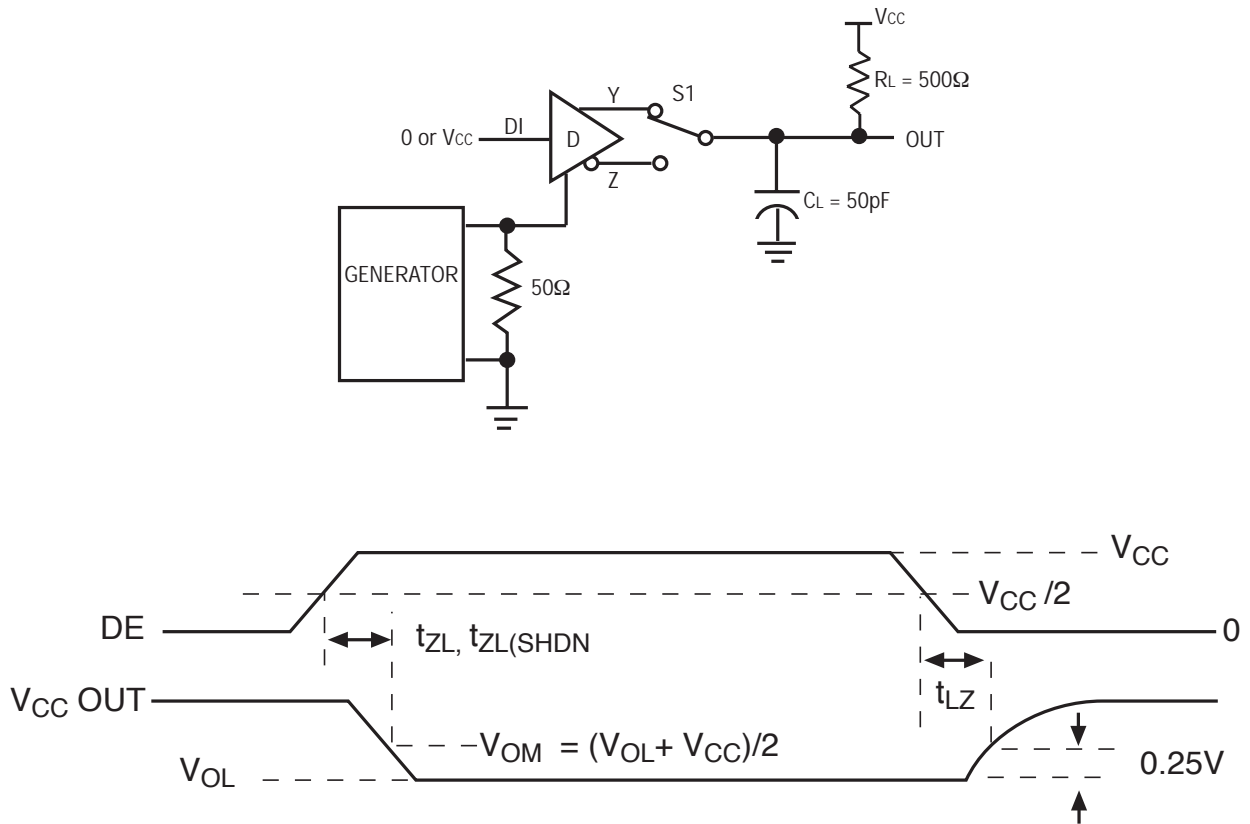 VCC
RL = 500Ω
Y
S1
0 or VCC
DI
D
OUT
Z
CL = 50pF
GENERATOR
50Ω
VCC
VCC /2
DE
0
tZL, tZL(SHDN
tLZ
VCC OUT
VOM = (VOL+ VCC)/2
VOL
0.25V